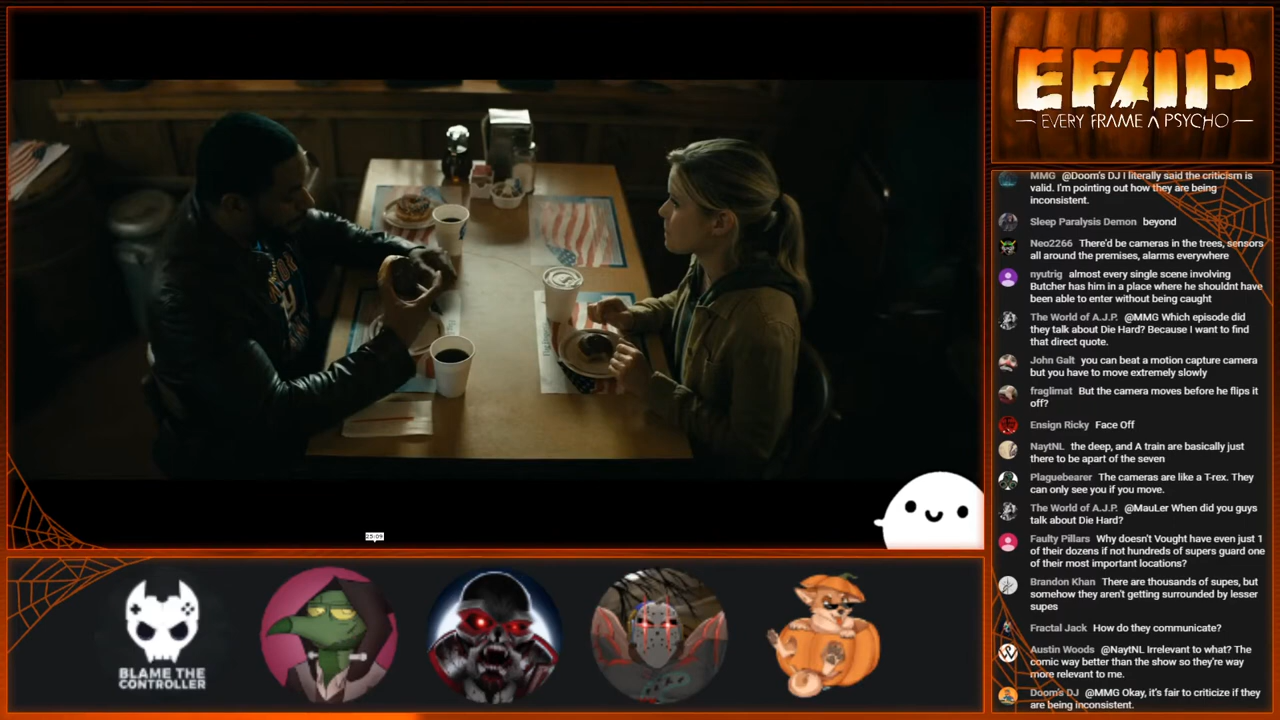 EFAP
EVERY FRAME A PSYCHO
MMG @Doom's DJ I literally said the criticism is
valid. I'm pointing out how they are being
inconsistent.
Sleep Paralysis Demon beyond
Neo2266 There'd be cameras in the trees, sensors
all around the premises, alarms everywhere
nyutrig almost every single scene involving
Butcher has him in a place where he shouldnt have
been able to enter without being caught
The World of A.J.P. @MMG Which episode did
they talk about Die Hard? Because I want to find
that direct quote.
John Galt you can beat a motion capture camera
but you have to move extremely slowly
fraglimat But the camera moves before he flips it
off?
Ensign Ricky Face Off
NaytNL the deep, and A train are basically just
there to be apart of the seven
Plaguebearer The cameras are like a T-rex. They
can only see you if you move.
The World of A.J.P. @MauLer When did you guys
talk about Die Hard?
Faulty Pillars Why doesn't Vought have even just 1
of their dozens if not hundreds of supers guard one
of their most important locations?
Brandon Khan There are thousands of supes, but
somehow they aren't getting surrounded by lesser
supes
Fractal Jack How do they communicate?
Austin Woods @NaytNL Irrelevant to what? The
comic way better than the show so they're way
more relevant to me.
Doom's DJ @MMG Okay, it's fair to criticize if they
are being inconsistent.
25:09
BLAME THE
CONTROLLER